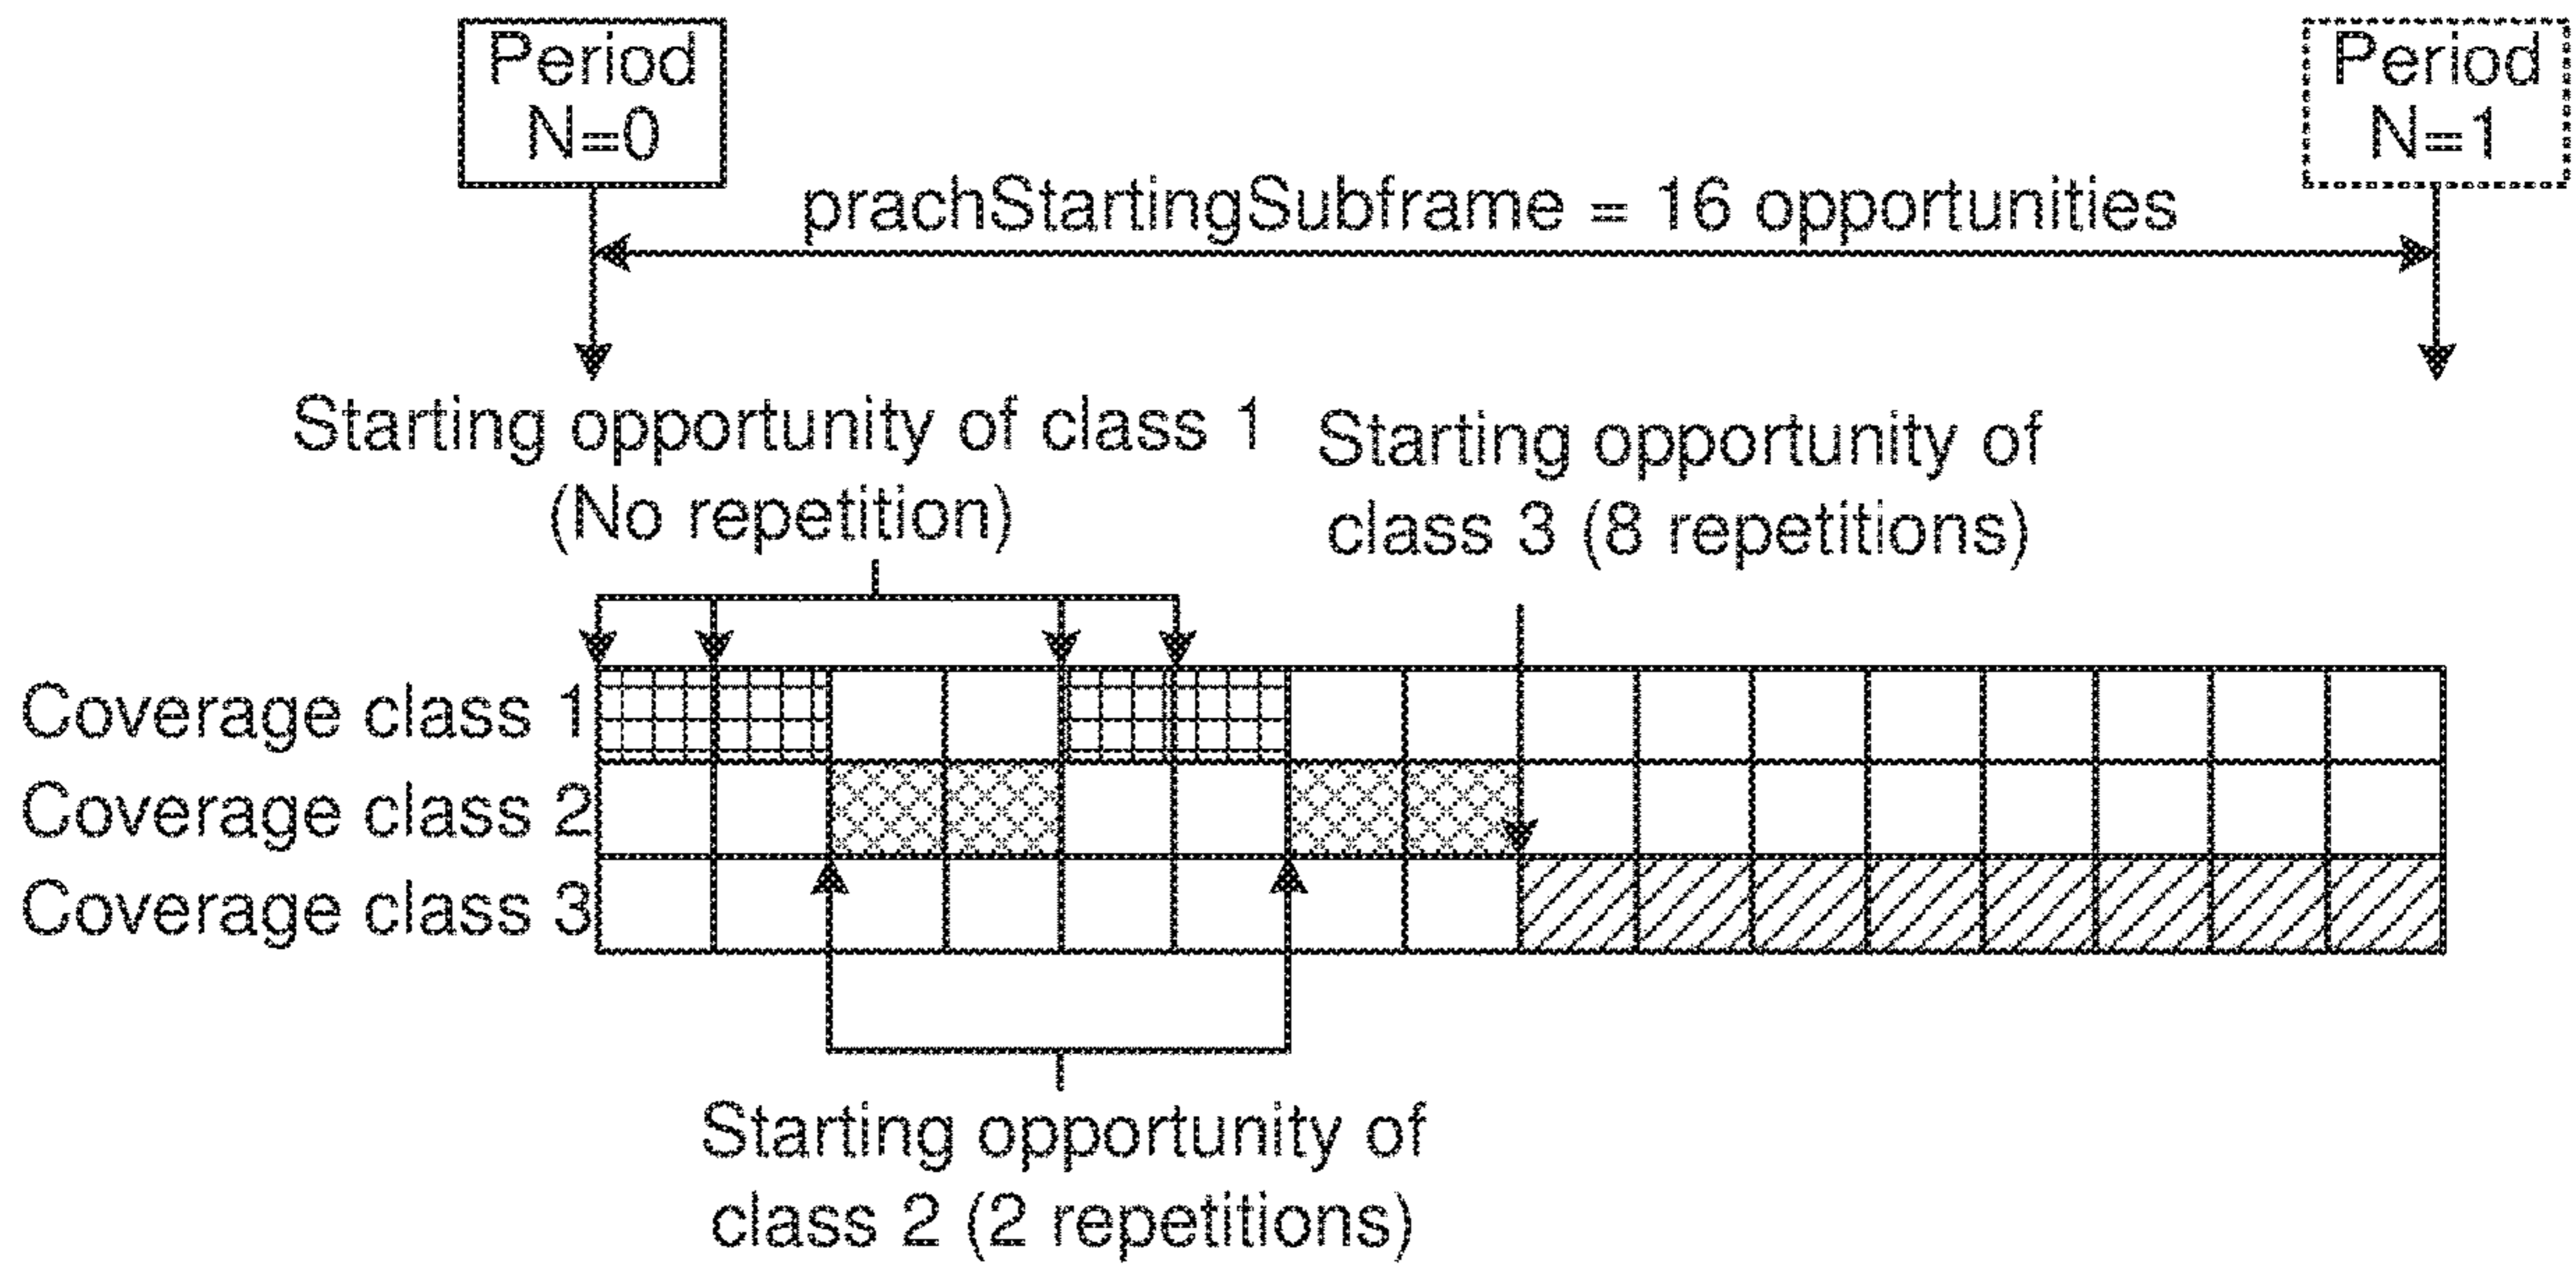 Period
N=0
Period
N=1
prachStartingSubframe = 16 opportunities
Starting opportunity of class 1
(No repetition)
Starting opportunity of
class 3 (8 repetitions)
Coverage class 1
Coverage class 2
Coverage class 3
Starting opportunity of
class 2 (2 repetitions)